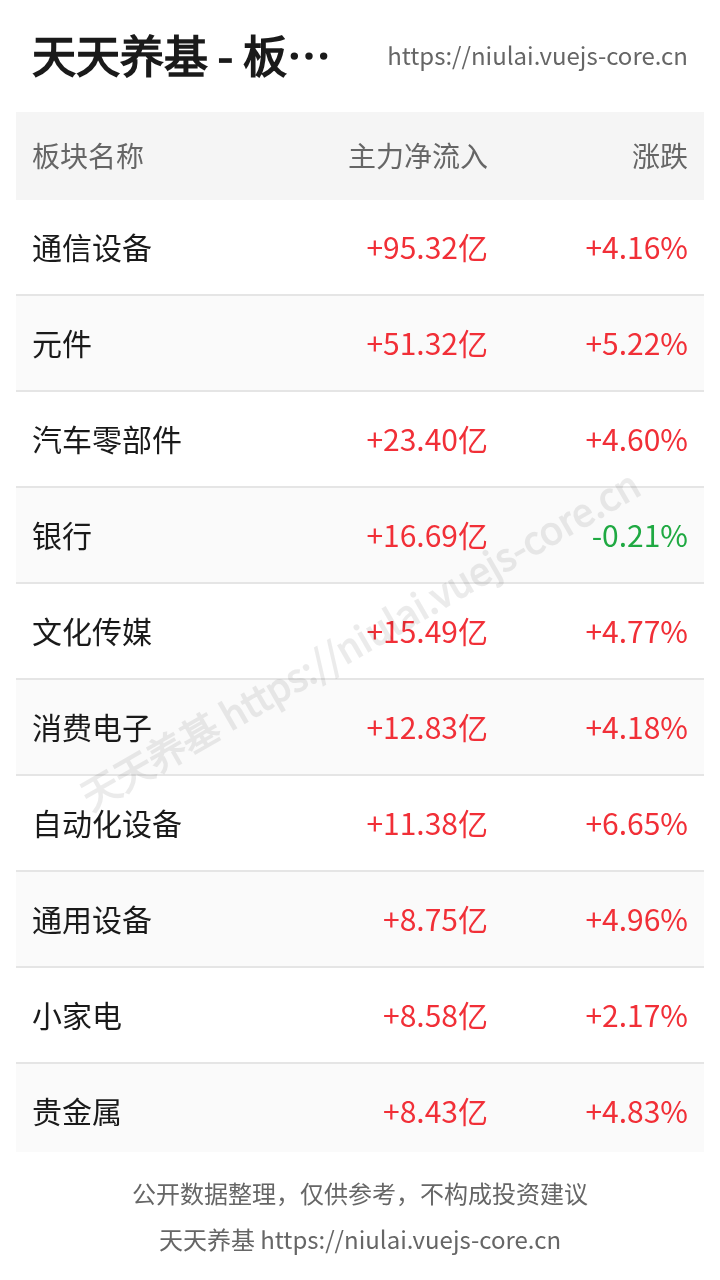 天天养基 - 板… https://niulai.vuejs-core.cn
板块名称 主力净流入 涨跌
通信设备 +95.32亿 +4.16%
元件 +51.32亿 +5.22%
汽车零部件 +23.40亿 +4.60%
银行 +16.69亿 -0.21%
文化传媒 +15.49亿 +4.77%
消费电子 +12.83亿 +4.18%
自动化设备 +11.38亿 +6.65%
通用设备 +8.75亿 +4.96%
小家电 +8.58亿 +2.17%
贵金属 +8.43亿 +4.83%
天天养基 https://niulai.vuejs-core.cn
公开数据整理，仅供参考，不构成投资建议
天天养基 https://niulai.vuejs-core.cn